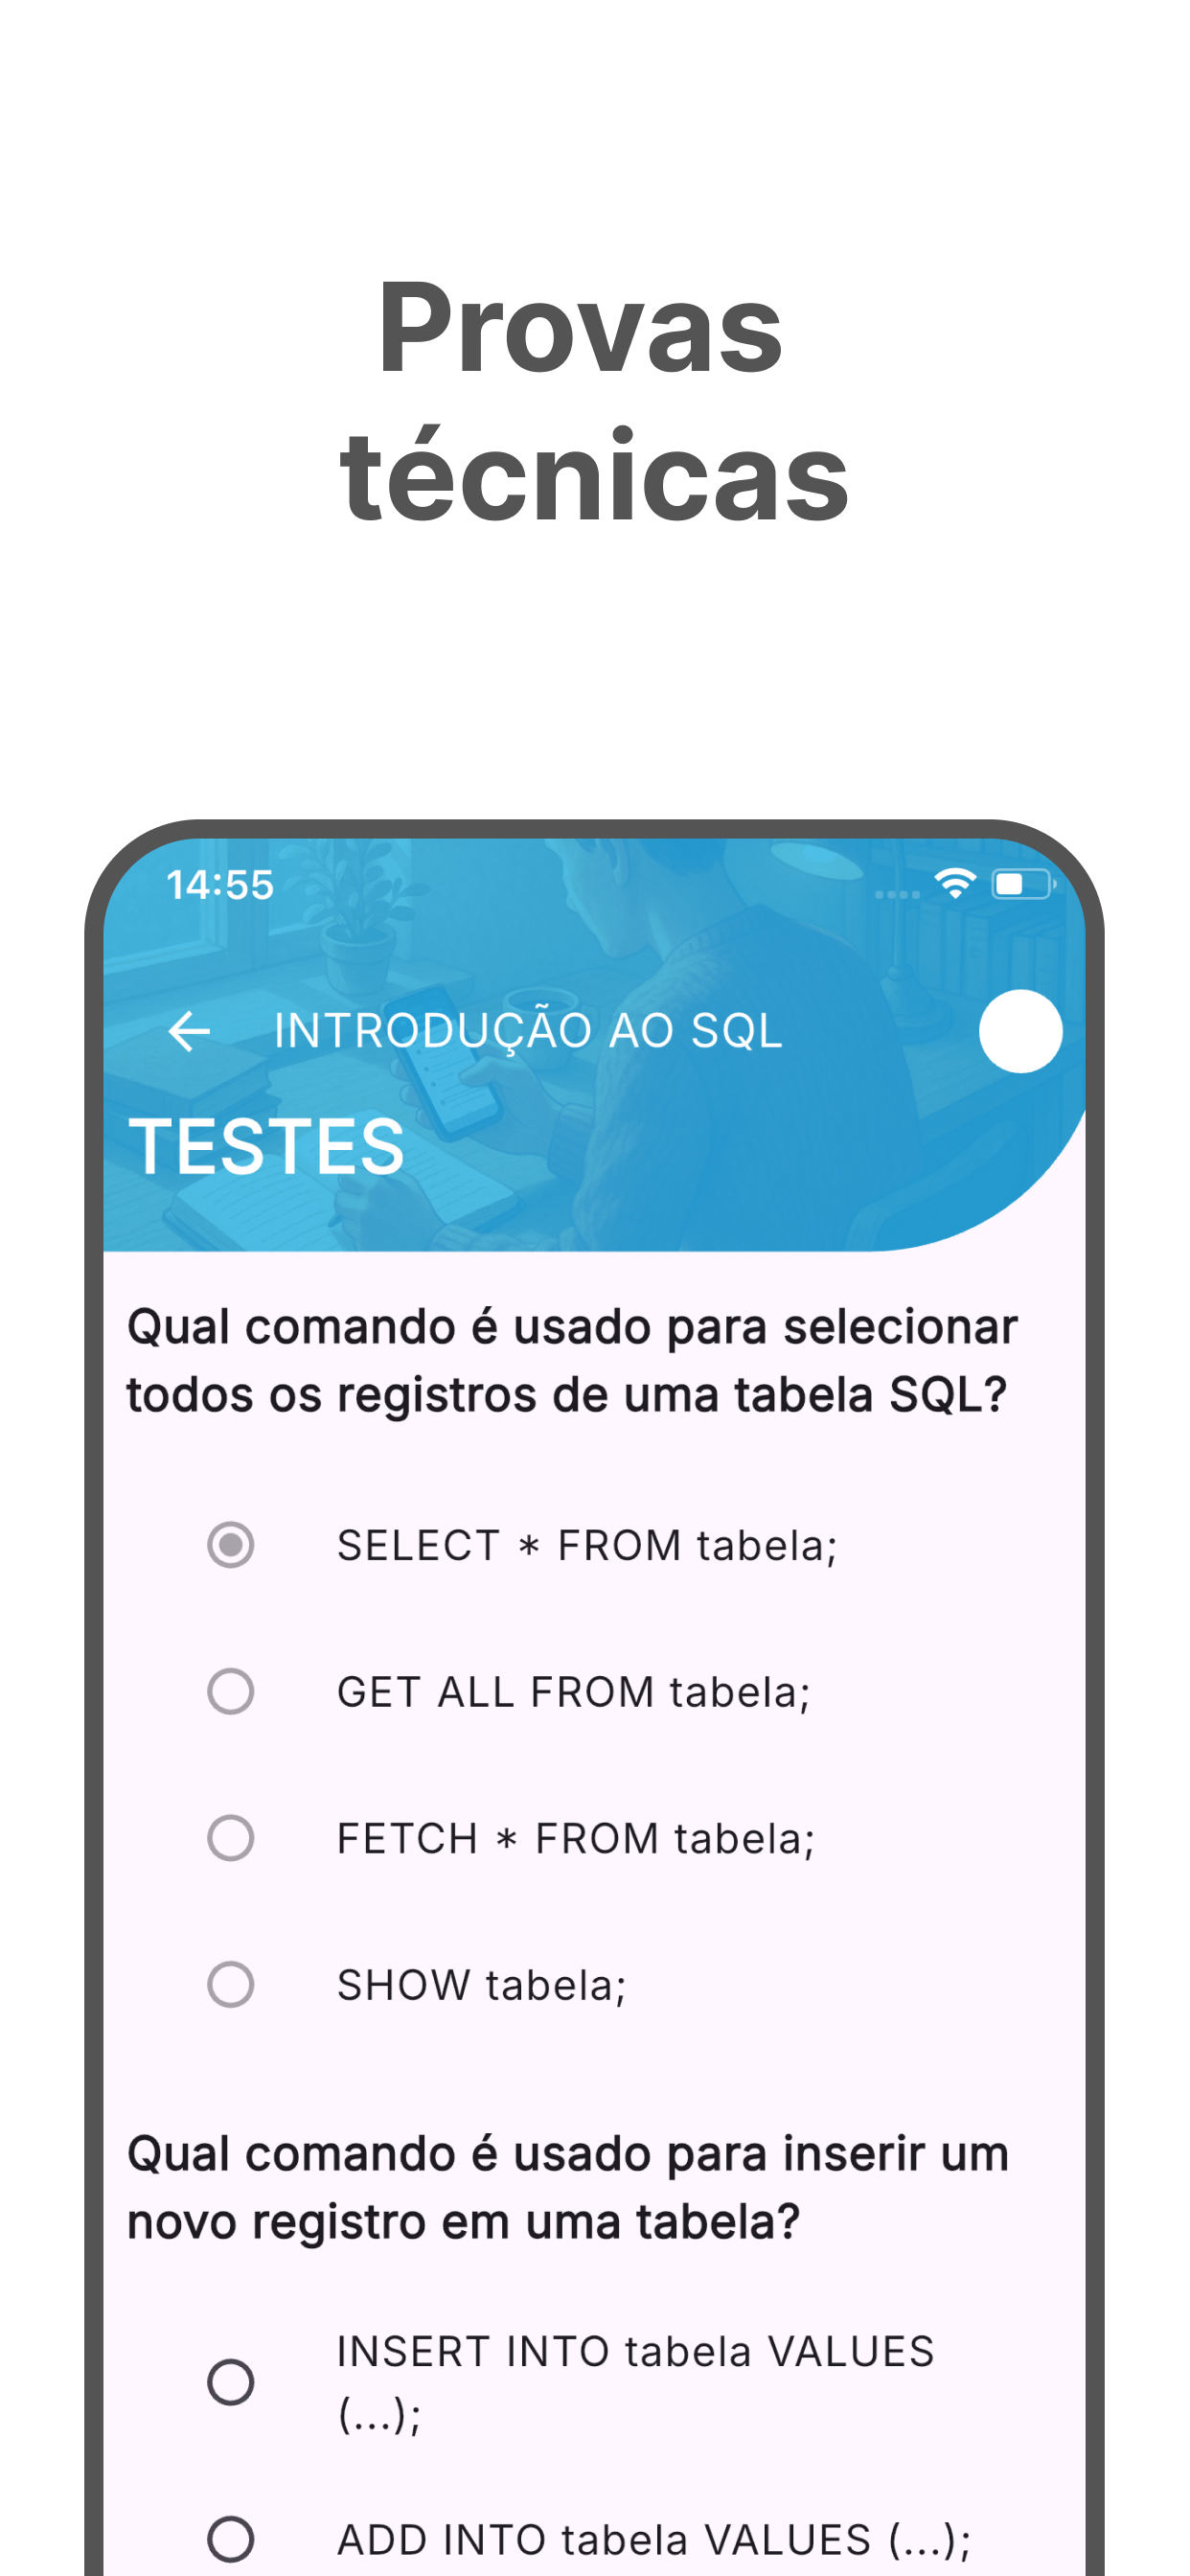 Provas
técnicas
14:55
INTRODUÇÃO AO SQL
TESTES
Qual comando é usado para selecionar
todos os registros de uma tabela SQL?
SELECT * FROM tabela;
GET ALL FROM tabela;
FETCH * FROM tabela;
SHOW tabela;
Qual comando é usado para inserir um
novo registro em uma tabela?
INSERT INTO tabela VALUES
(...);
ADD INTO tabela VALUES (...);